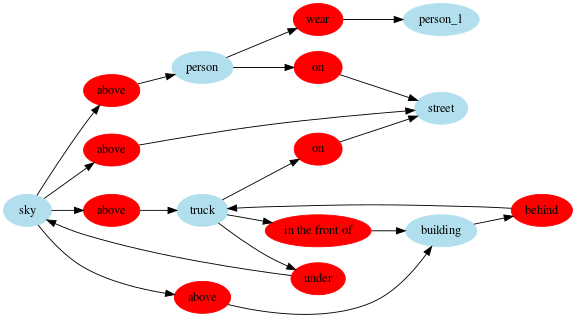 wear
person_1
person
on
above
street
above
on
sky
above
truck
behind
in the front of
building
under
above